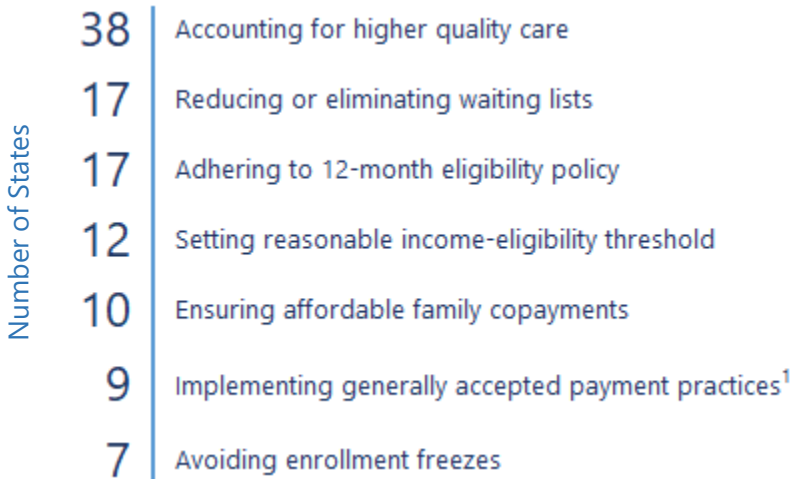 Number of States
38 Accounting for higher quality care
17 Reducing or eliminating waiting lists
17 Adhering to 12-month eligibility policy
12 Setting reasonable income-eligibility threshold
10 Ensuring affordable family copayments
9 Implementing generally accepted payment practices¹
7 Avoiding enrollment freezes